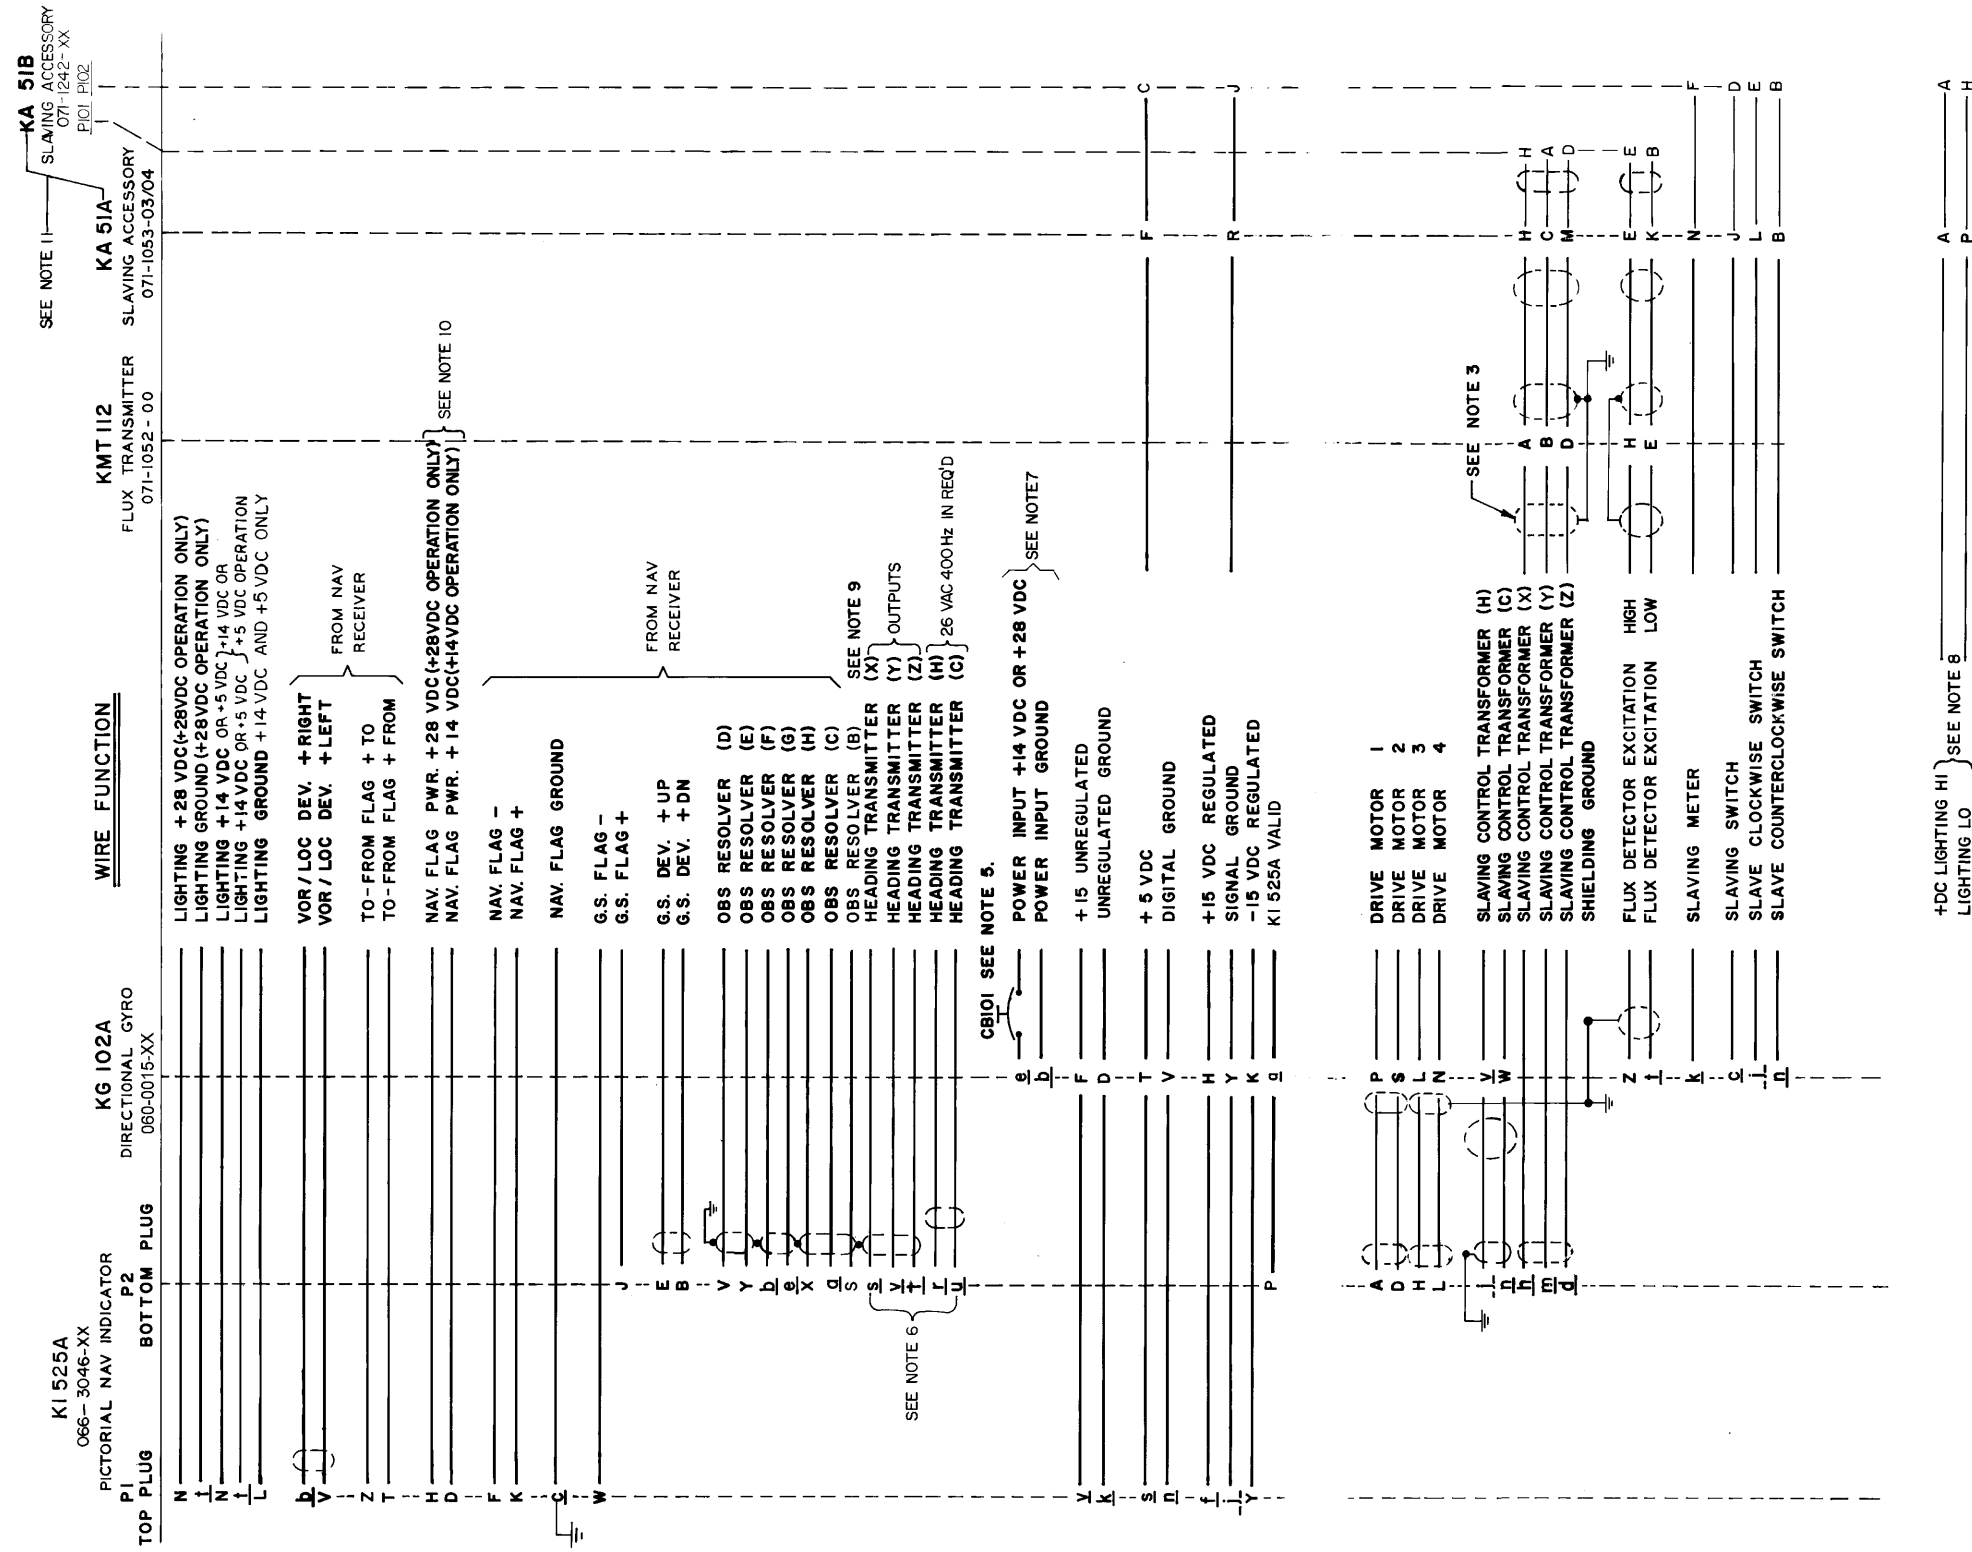 KI 525A
066-3046-XX
PICTORIAL NAV INDICATOR
P1 P2
TOP PLUG BOTTOM PLUG
KG 102A
DIRECTIONAL GYRO
060-0015-XX
WIRE FUNCTION
KMT 112
FLUX TRANSMITTER
071-1052-00
KA 51A
SLAVING ACCESSORY
071-1053-03/04
SEE NOTE 11
KA 51B
SLAVING ACCESSORY
071-1242-XX
P101 P102
N LIGHTING +28 VDC(+28VDC OPERATION ONLY)
t LIGHTING GROUND (+28VDC OPERATION ONLY)
N LIGHTING +14 VDC OR +5 VDC } +14 VDC OR
t LIGHTING +14VDC OR +5 VDC } +5 VDC OPERATION
L LIGHTING GROUND +14 VDC AND +5 VDC ONLY
b VOR/LOC DEV. +RIGHT
V VOR/LOC DEV. +LEFT
Z TO-FROM FLAG + TO
T TO-FROM FLAG + FROM
FROM NAV
RECEIVER
H NAV. FLAG PWR. +28 VDC(+28VDC OPERATION ONLY)
D NAV. FLAG PWR. +14 VDC(+14VDC OPERATION ONLY)
SEE NOTE 10
F NAV. FLAG -
K NAV. FLAG +
C NAV. FLAG GROUND
W G.S. FLAG -
J G.S. FLAG +
E G.S. DEV. +UP
B G.S. DEV. +DN
V OBS RESOLVER (D)
Y OBS RESOLVER (E)
b OBS RESOLVER (F)
e OBS RESOLVER (G)
X OBS RESOLVER (H)
a OBS RESOLVER (C)
S OBS RESOLVER (B)
FROM NAV
RECEIVER
SEE NOTE 9
s HEADING TRANSMITTER (X)
v HEADING TRANSMITTER (Y)
t HEADING TRANSMITTER (Z)
OUTPUTS
r HEADING TRANSMITTER (H)
u HEADING TRANSMITTER (C)
26 VAC 400Hz IN REQ'D
SEE NOTE 6
CB101 SEE NOTE 5.
e POWER INPUT +14 VDC OR +28 VDC
b POWER INPUT GROUND
SEE NOTE 7
v F +15 UNREGULATED
k D UNREGULATED GROUND
s T +5 VDC F C
n V DIGITAL GROUND
f H +15 VDC REGULATED
j Y SIGNAL GROUND R J
Y K -15 VDC REGULATED
P a KI 525A VALID
A P DRIVE MOTOR 1
D S DRIVE MOTOR 2
H L DRIVE MOTOR 3
L N DRIVE MOTOR 4
SEE NOTE 3
j V SLAVING CONTROL TRANSFORMER (H)
n W SLAVING CONTROL TRANSFORMER (C)
h SLAVING CONTROL TRANSFORMER (X) A H H
m SLAVING CONTROL TRANSFORMER (Y) B C A
d SLAVING CONTROL TRANSFORMER (Z) D M D
SHIELDING GROUND
Z FLUX DETECTOR EXCITATION HIGH H E E
t FLUX DETECTOR EXCITATION LOW E K B
k SLAVING METER N F
c SLAVING SWITCH J D
j SLAVE CLOCKWISE SWITCH L E
n SLAVE COUNTERCLOCKWISE SWITCH B B
+DC LIGHTING HI A A
LIGHTING LO P H
SEE NOTE 8